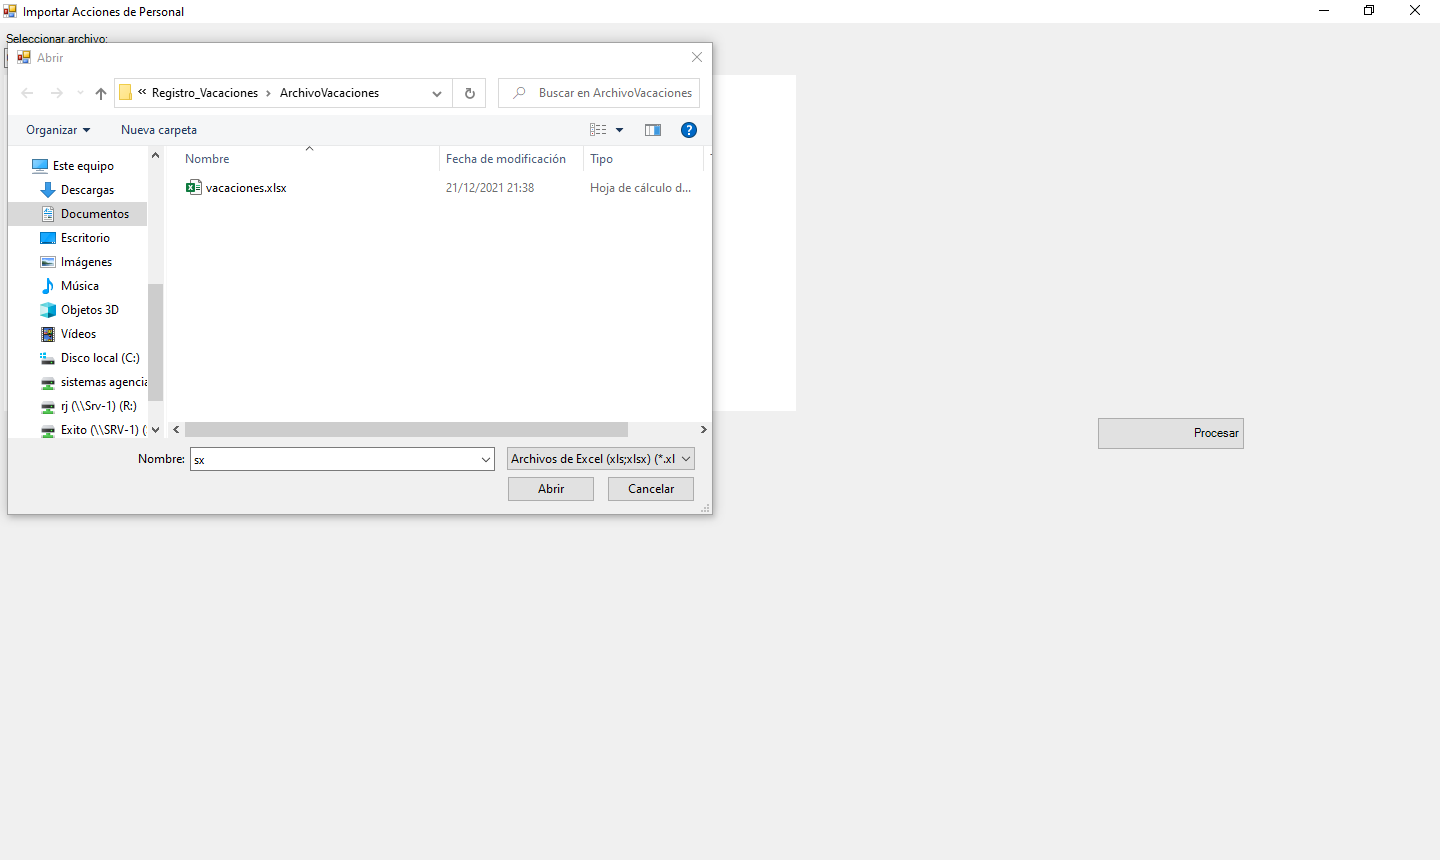 Importar Acciones de Personal
Seleccionar archivo:
Abrir
« Registro_Vacaciones › ArchivoVacaciones
Buscar en ArchivoVacaciones
Organizar
Nueva carpeta
Este equipo
Descargas
Documentos
Escritorio
Imágenes
Música
Objetos 3D
Vídeos
Disco local (C:)
sistemas agencia
rj (\\Srv-1) (R:)
Exito (\\SRV-1) (
Nombre Fecha de modificación Tipo
vacaciones.xlsx 21/12/2021 21:38 Hoja de cálculo d...
Nombre: sx
Archivos de Excel (xls;xlsx) (*.xl
Abrir Cancelar
Procesar